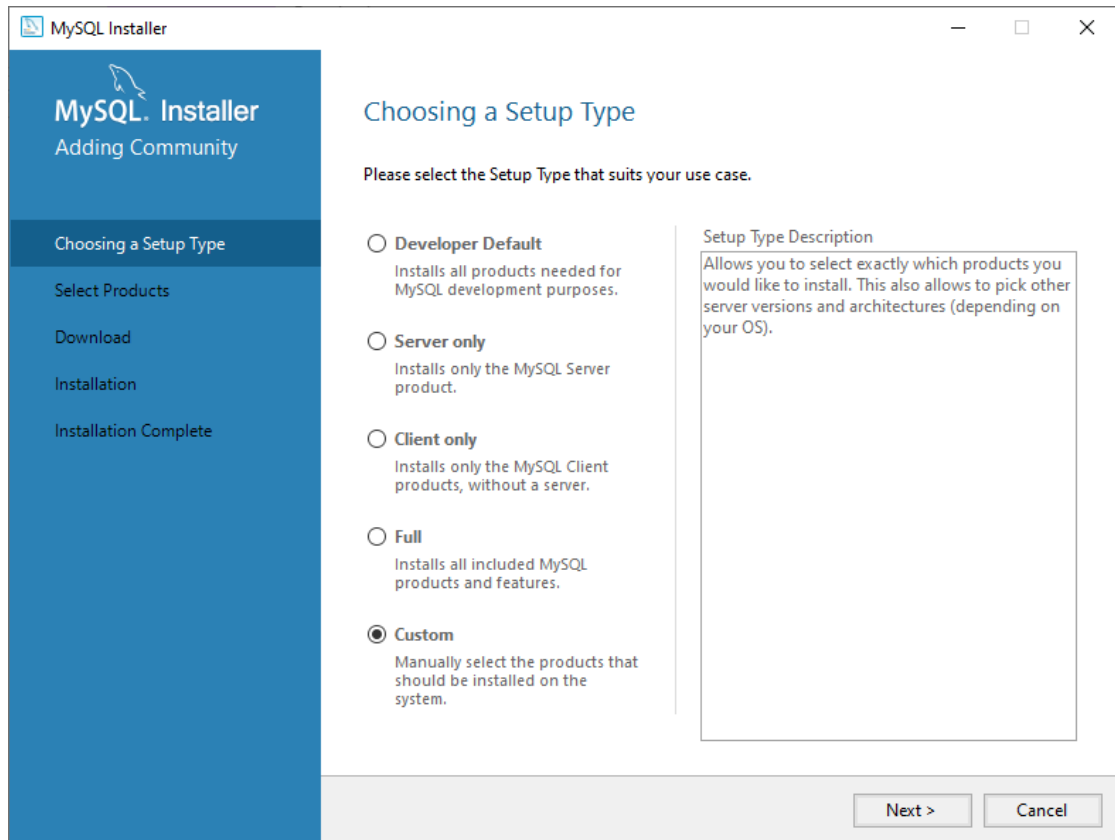 MySQL Installer
MySQL. Installer
Adding Community
Choosing a Setup Type
Select Products
Download
Installation
Installation Complete
Choosing a Setup Type
Please select the Setup Type that suits your use case.
Developer Default
Installs all products needed for
MySQL development purposes.
Server only
Installs only the MySQL Server
product.
Client only
Installs only the MySQL Client
products, without a server.
Full
Installs all included MySQL
products and features.
Custom
Manually select the products that
should be installed on the
system.
Setup Type Description
Allows you to select exactly which products you
would like to install. This also allows to pick other
server versions and architectures (depending on
your OS).
Next >
Cancel